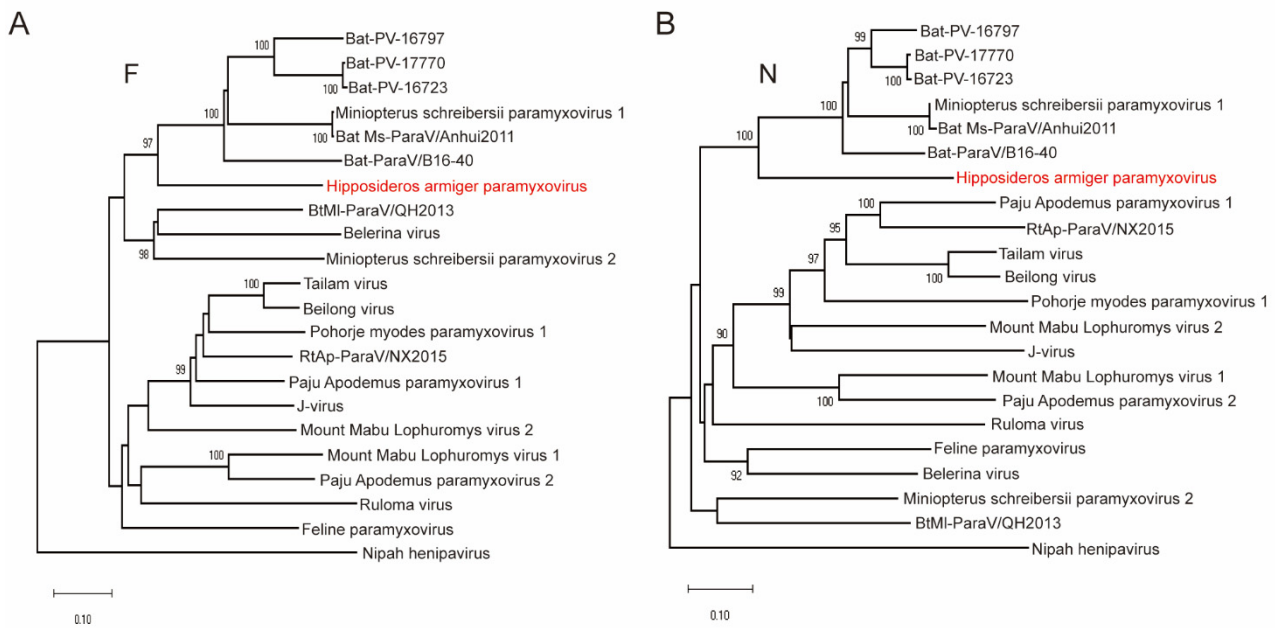 A
F
100
Bat-PV-16797
Bat-PV-17770
100
Bat-PV-16723
100
Miniopterus schreibersii paramyxovirus 1
100
Bat Ms-ParaV/Anhui2011
97
Bat-ParaV/B16-40
Hipposideros armiger paramyxovirus
BtMl-ParaV/QH2013
Belerina virus
98
Miniopterus schreibersii paramyxovirus 2
100
Tailam virus
Beilong virus
Pohorje myodes paramyxovirus 1
RtAp-ParaV/NX2015
99
Paju Apodemus paramyxovirus 1
J-virus
Mount Mabu Lophuromys virus 2
100
Mount Mabu Lophuromys virus 1
Paju Apodemus paramyxovirus 2
Ruloma virus
Feline paramyxovirus
Nipah henipavirus
0.10
B
N
99
Bat-PV-16797
Bat-PV-17770
100
Bat-PV-16723
100
Miniopterus schreibersii paramyxovirus 1
100
Bat Ms-ParaV/Anhui2011
100
Bat-ParaV/B16-40
Hipposideros armiger paramyxovirus
100
Paju Apodemus paramyxovirus 1
95
RtAp-ParaV/NX2015
97
Tailam virus
100
Beilong virus
99
Pohorje myodes paramyxovirus 1
Mount Mabu Lophuromys virus 2
90
J-virus
Mount Mabu Lophuromys virus 1
100
Paju Apodemus paramyxovirus 2
Ruloma virus
Feline paramyxovirus
92
Belerina virus
Miniopterus schreibersii paramyxovirus 2
BtMl-ParaV/QH2013
Nipah henipavirus
0.10